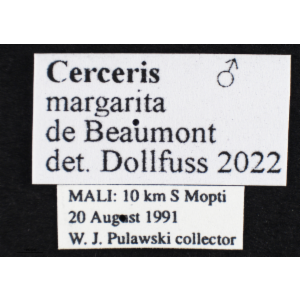 Cerceris ♂
margarita
de Beaumont
det. Dollfuss 2022
MALI: 10 km S Mopti
20 August 1991
W. J. Pulawski collector